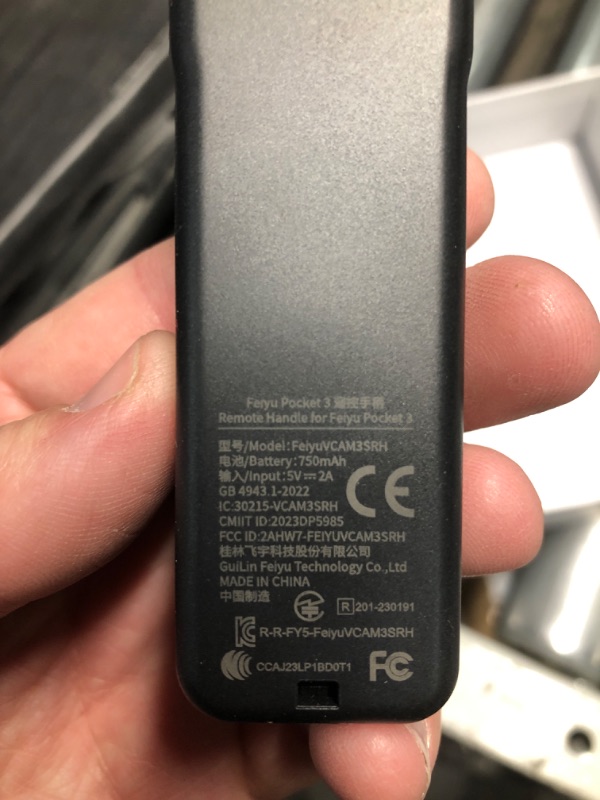 Feiyu Pocket 3 遥控手柄
Remote Handle for Feiyu Pocket 3
型号/Model:FeiyuVCAM3SRH
电池/Battery:750mAh
输入/Input:5V⎓2A
GB 4943.1-2022
IC:30215-VCAM3SRH
CMIIT ID:2023DP5985
FCC ID:2AHW7-FEIYUVCAM3SRH
桂林飞宇科技股份有限公司
GuiLin Feiyu Technology Co.,Ltd
MADE IN CHINA
中国制造
CE
R 201-230191
R-R-FY5-FeiyuVCAM3SRH
CCAJ23LP1BD0T1
FC